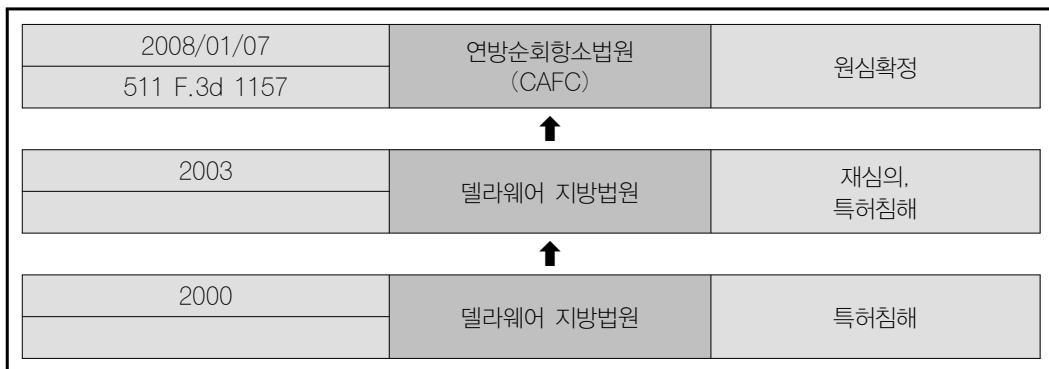 2008/01/07
511 F.3d 1157
연방순회항소법원
(CAFC)
원심확정
2003
델라웨어 지방법원
재심의,
특허침해
2000
델라웨어 지방법원
특허침해